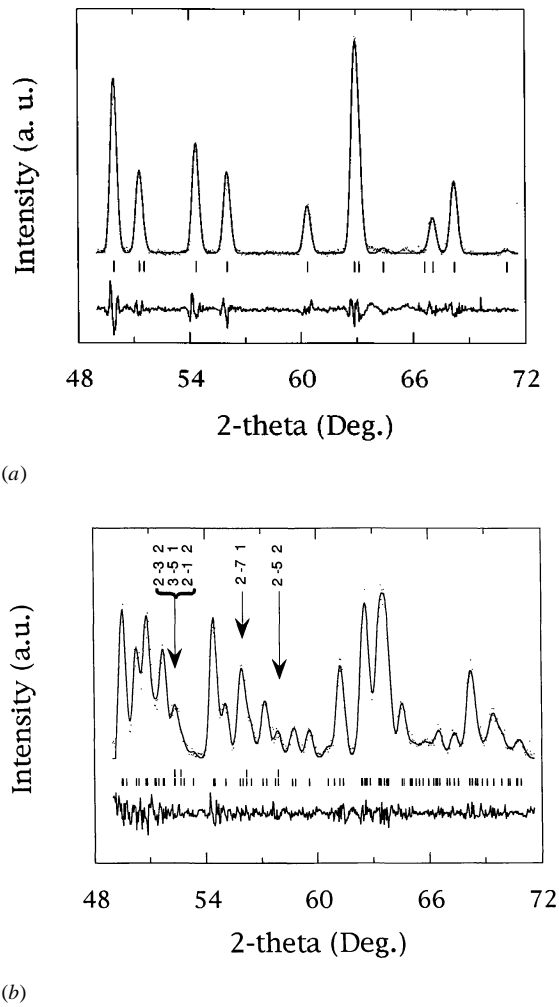 Intensity (a. u.)
48
54
60
66
72
2-theta (Deg.)
(a)
2 -3 2
3 -5 1
2 -1 2
2 -7 1
2 -5 2
Intensity (a.u.)
48
54
60
66
72
2-theta (Deg.)
(b)